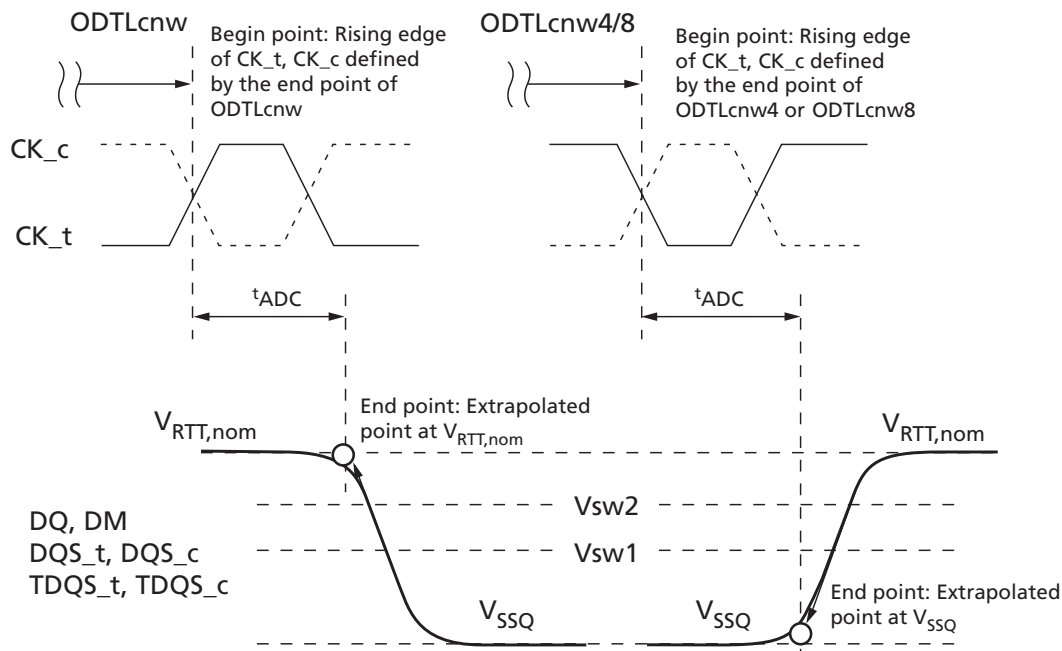 ODTLcnw
Begin point: Rising edge
of CK_t, CK_c defined
by the end point of
ODTLcnw
ODTLcnw4/8
Begin point: Rising edge
of CK_t, CK_c defined
by the end point of
ODTLcnw4 or ODTLcnw8
CK_c
CK_t
tADC
tADC
End point: Extrapolated
point at VRTT,nom
VRTT,nom
VRTT,nom
Vsw2
DQ, DM
DQS_t, DQS_c
TDQS_t, TDQS_c
Vsw1
VSSQ
VSSQ
End point: Extrapolated
point at VSSQ